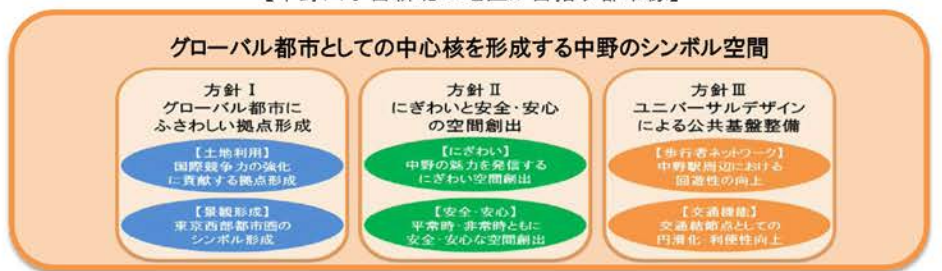 グローバル都市としての中心核を形成する中野のシンボル空間
方針Ⅰ
グローバル都市に
ふさわしい拠点形成
【土地利用】
国際競争力の強化
に貢献する拠点形成
【景観形成】
東京西部都市圏の
シンボル形成
方針Ⅱ
にぎわいと安全・安心
の空間創出
【にぎわい】
中野の魅力を発信する
にぎわい空間創出
【安全・安心】
平常時・非常時ともに
安全・安心な空間創出
方針Ⅲ
ユニバーサルデザイン
による公共基盤整備
【歩行者ネットワーク】
中野駅周辺における
回遊性の向上
【交通機能】
交通結節点としての
円滑化・利便性向上